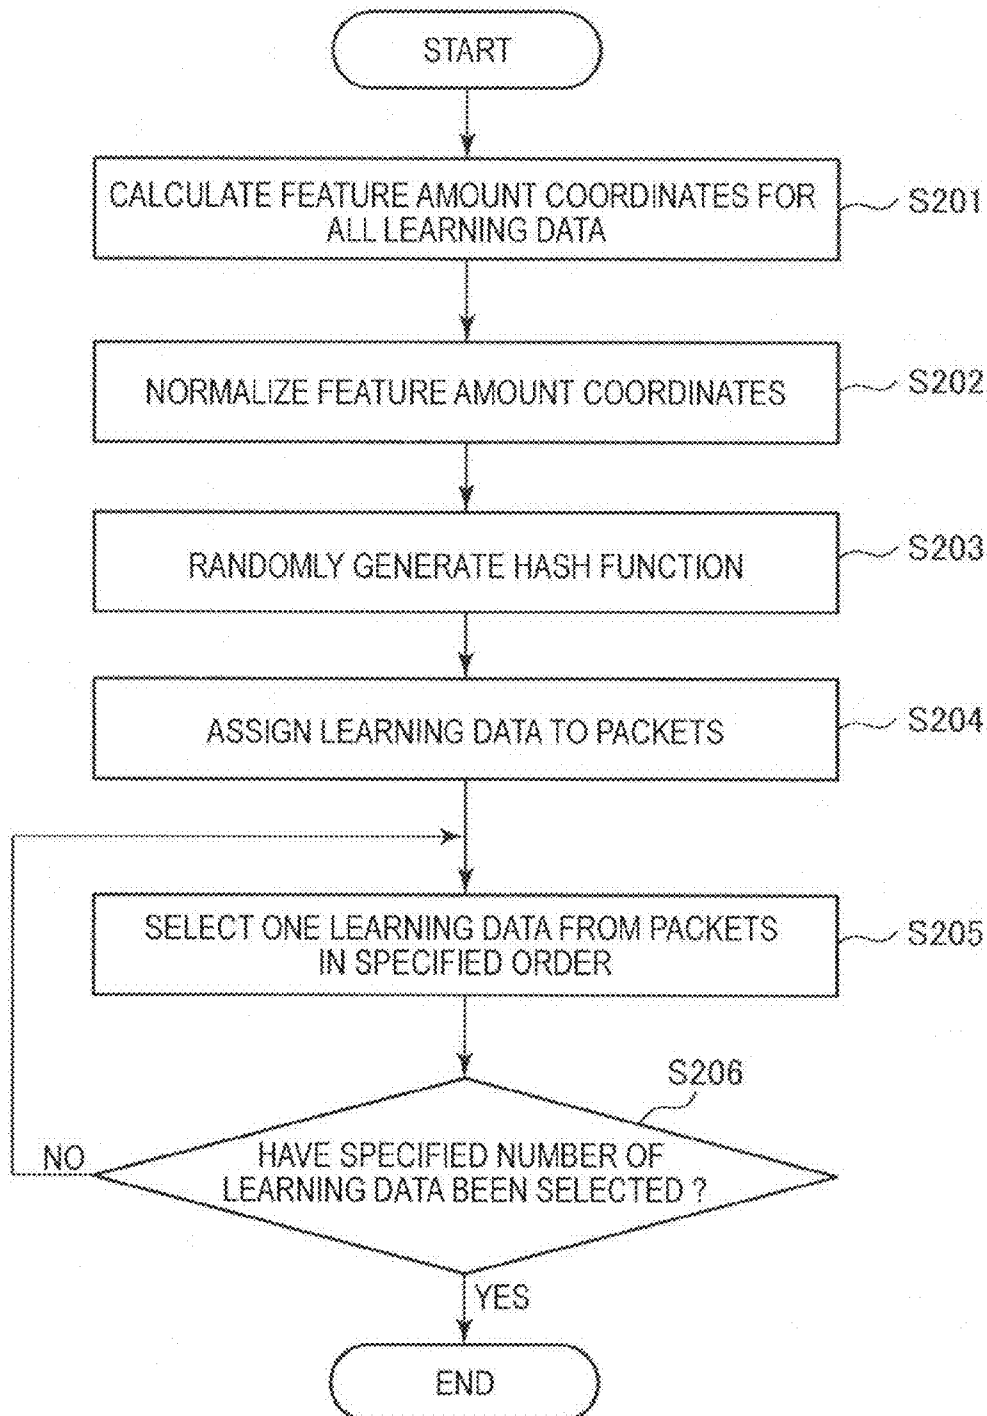 START
CALCULATE FEATURE AMOUNT COORDINATES FOR
ALL LEARNING DATA
S201
NORMALIZE FEATURE AMOUNT COORDINATES
S202
RANDOMLY GENERATE HASH FUNCTION
S203
ASSIGN LEARNING DATA TO PACKETS
S204
SELECT ONE LEARNING DATA FROM PACKETS
IN SPECIFIED ORDER
S205
S206
HAVE SPECIFIED NUMBER OF
LEARNING DATA BEEN SELECTED ?
NO
YES
END